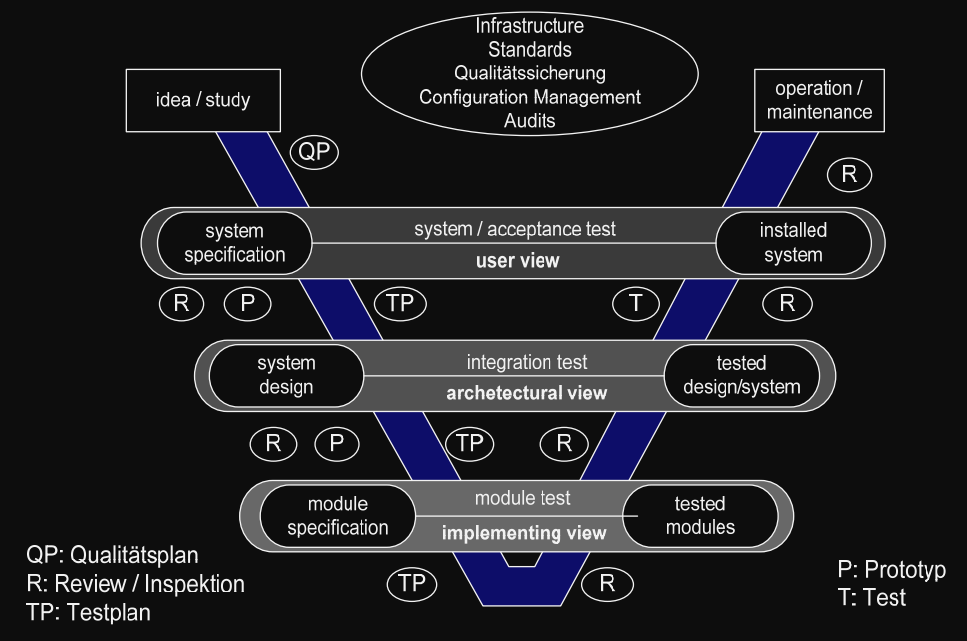 Infrastructure
Standards
Qualitätssicherung
Configuration Management
Audits
idea / study
operation /
maintenance
QP
R
system
specification
system / acceptance test
user view
installed
system
R
P
TP
T
R
system
design
integration test
archetectural view
tested
design/system
R
P
TP
R
module
specification
module test
implementing view
tested
modules
TP
R
QP: Qualitätsplan
R: Review / Inspektion
TP: Testplan
P: Prototyp
T: Test